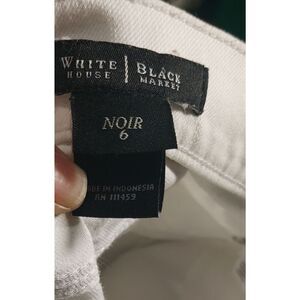 WHITE HOUSE | BLACK MARKET
NOIR
6
MADE IN INDONESIA
RN 111459